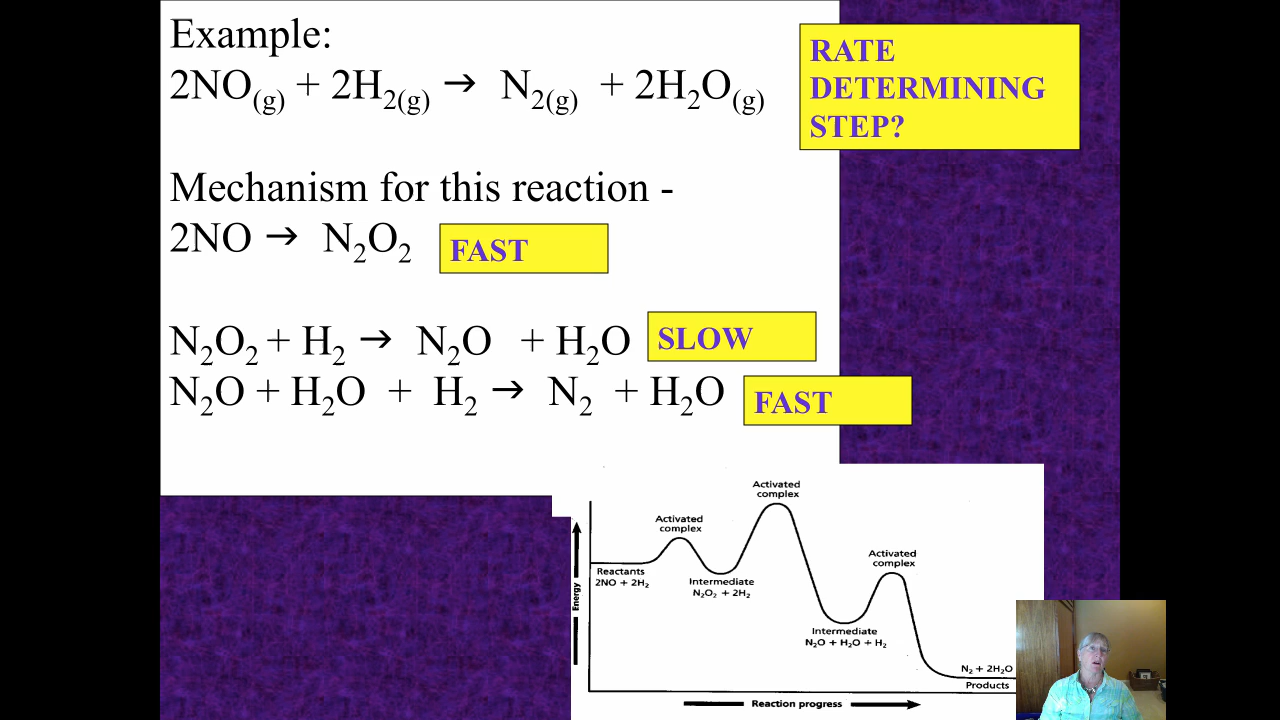 Example:
2NO(g) + 2H2(g) → N2(g) + 2H2O(g)
RATE
DETERMINING
STEP?
Mechanism for this reaction -
2NO → N2O2
FAST
N2O2 + H2 → N2O + H2O
SLOW
N2O + H2O + H2 → N2 + H2O
FAST
Activated
complex
Activated
complex
Activated
complex
Reactants
2NO + 2H2
Intermediate
N2O2 + 2H2
Intermediate
N2O + H2O + H2
N2 + 2H2O
Products
Energy
Reaction progress